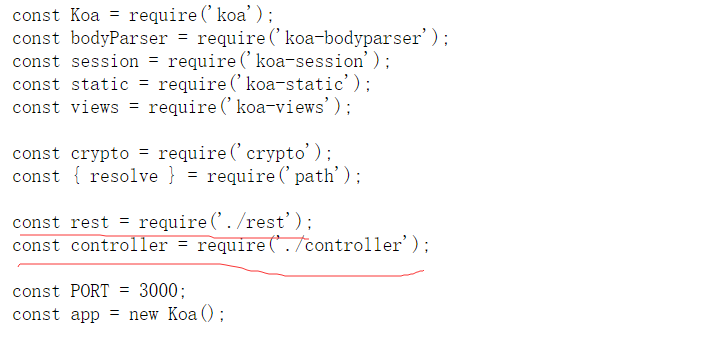 const Koa = require('koa');
const bodyParser = require('koa-bodyparser');
const session = require('koa-session');
const static = require('koa-static');
const views = require('koa-views');
const crypto = require('crypto');
const { resolve } = require('path');
const rest = require('./rest');
const controller = require('./controller');
const PORT = 3000;
const app = new Koa();